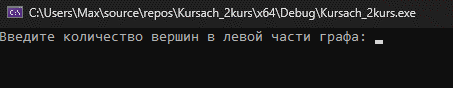 C:\Users\Max\source\repos\Kursach_2kurs\x64\Debug\Kursach_2kurs.exe
Введите количество вершин в левой части графа: